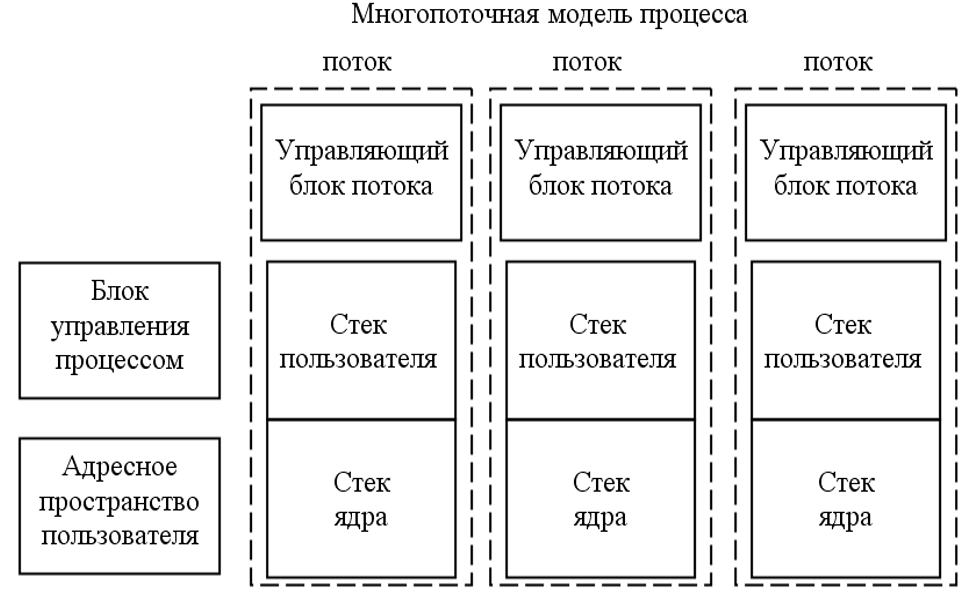 Многопоточная модель процесса
поток
поток
поток
Управляющий
блок потока
Управляющий
блок потока
Управляющий
блок потока
Блок
управления
процессом
Стек
пользователя
Стек
пользователя
Стек
пользователя
Адресное
пространство
пользователя
Стек
ядра
Стек
ядра
Стек
ядра